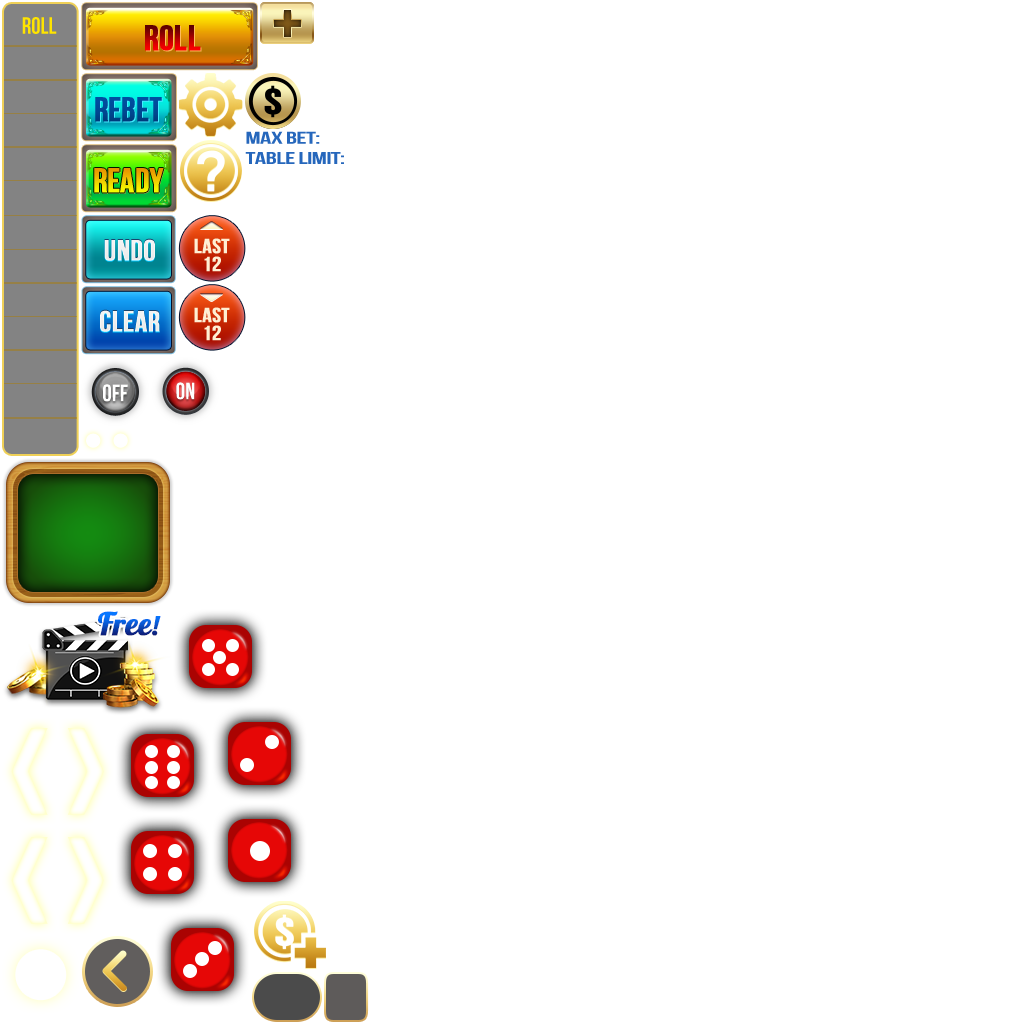 ROLL
ROLL
REBET
$
MAX BET:
TABLE LIMIT:
READY
?
UNDO
LAST
12
CLEAR
LAST
12
OFF
ON
Free!
$